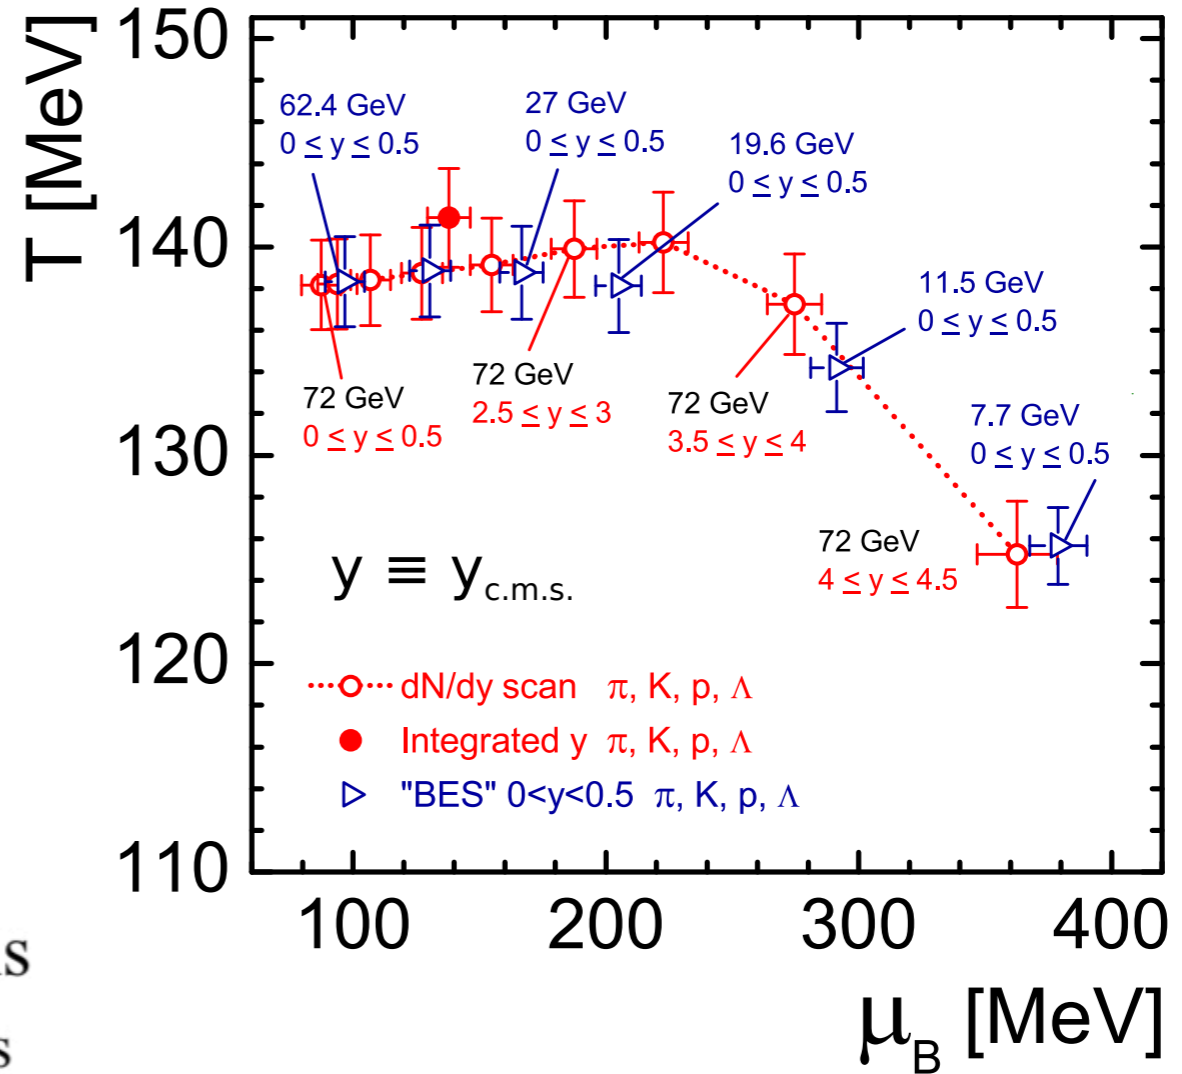 T [MeV]
150
140
130
120
110
62.4 GeV
0 ≤ y ≤ 0.5
27 GeV
0 ≤ y ≤ 0.5
19.6 GeV
0 ≤ y ≤ 0.5
11.5 GeV
0 ≤ y ≤ 0.5
7.7 GeV
0 ≤ y ≤ 0.5
72 GeV
0 ≤ y ≤ 0.5
72 GeV
2.5 ≤ y ≤ 3
72 GeV
3.5 ≤ y ≤ 4
72 GeV
4 ≤ y ≤ 4.5
y ≡ y c.m.s.
dN/dy scan π, K, p, Λ
Integrated y π, K, p, Λ
"BES" 0<y<0.5 π, K, p, Λ
100 200 300 400
μB [MeV]